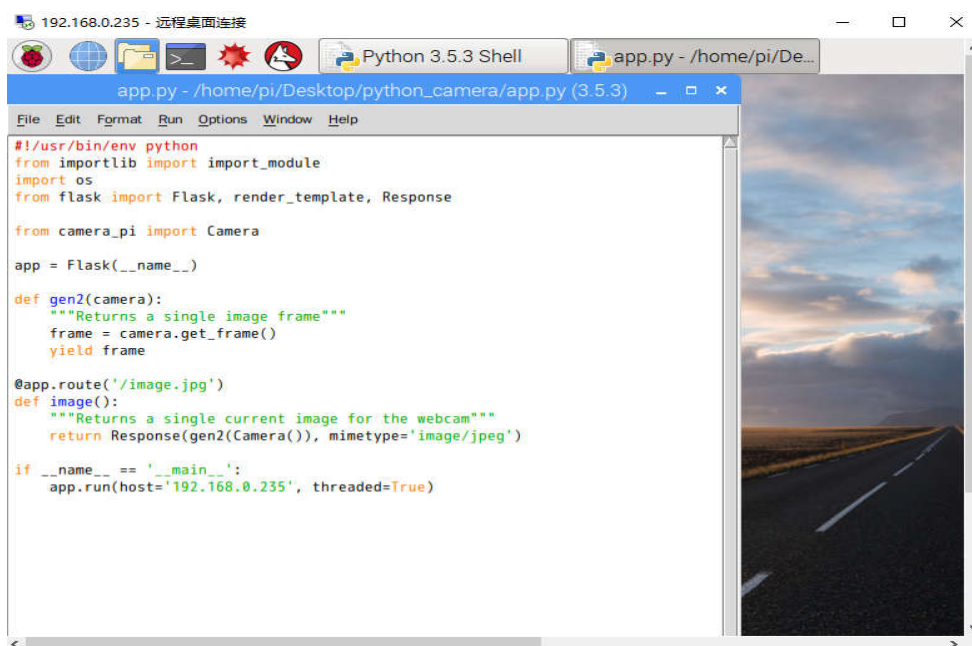 192.168.0.235 - 远程桌面连接
Python 3.5.3 Shell
app.py - /home/pi/De...
app.py - /home/pi/Desktop/python_camera/app.py (3.5.3)
File Edit Format Run Options Window Help
#!/usr/bin/env python
from importlib import import_module
import os
from flask import Flask, render_template, Response
from camera_pi import Camera
app = Flask(__name__)
def gen2(camera):
"""Returns a single image frame"""
frame = camera.get_frame()
yield frame
@app.route('/image.jpg')
def image():
"""Returns a single current image for the webcam"""
return Response(gen2(Camera()), mimetype='image/jpeg')
if __name__ == '__main__':
app.run(host='192.168.0.235', threaded=True)